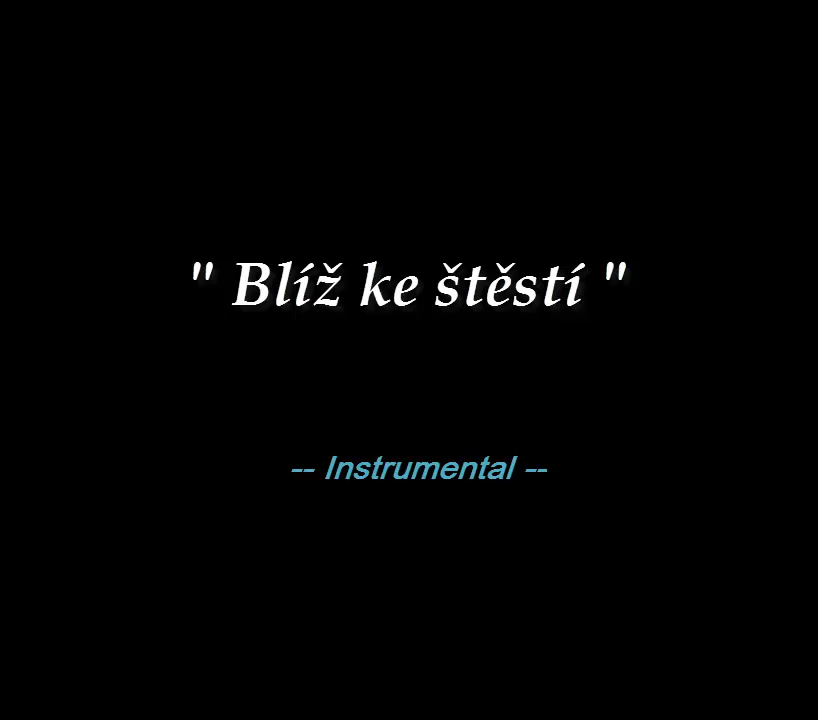 " Blíž ke štěstí "
-- Instrumental --